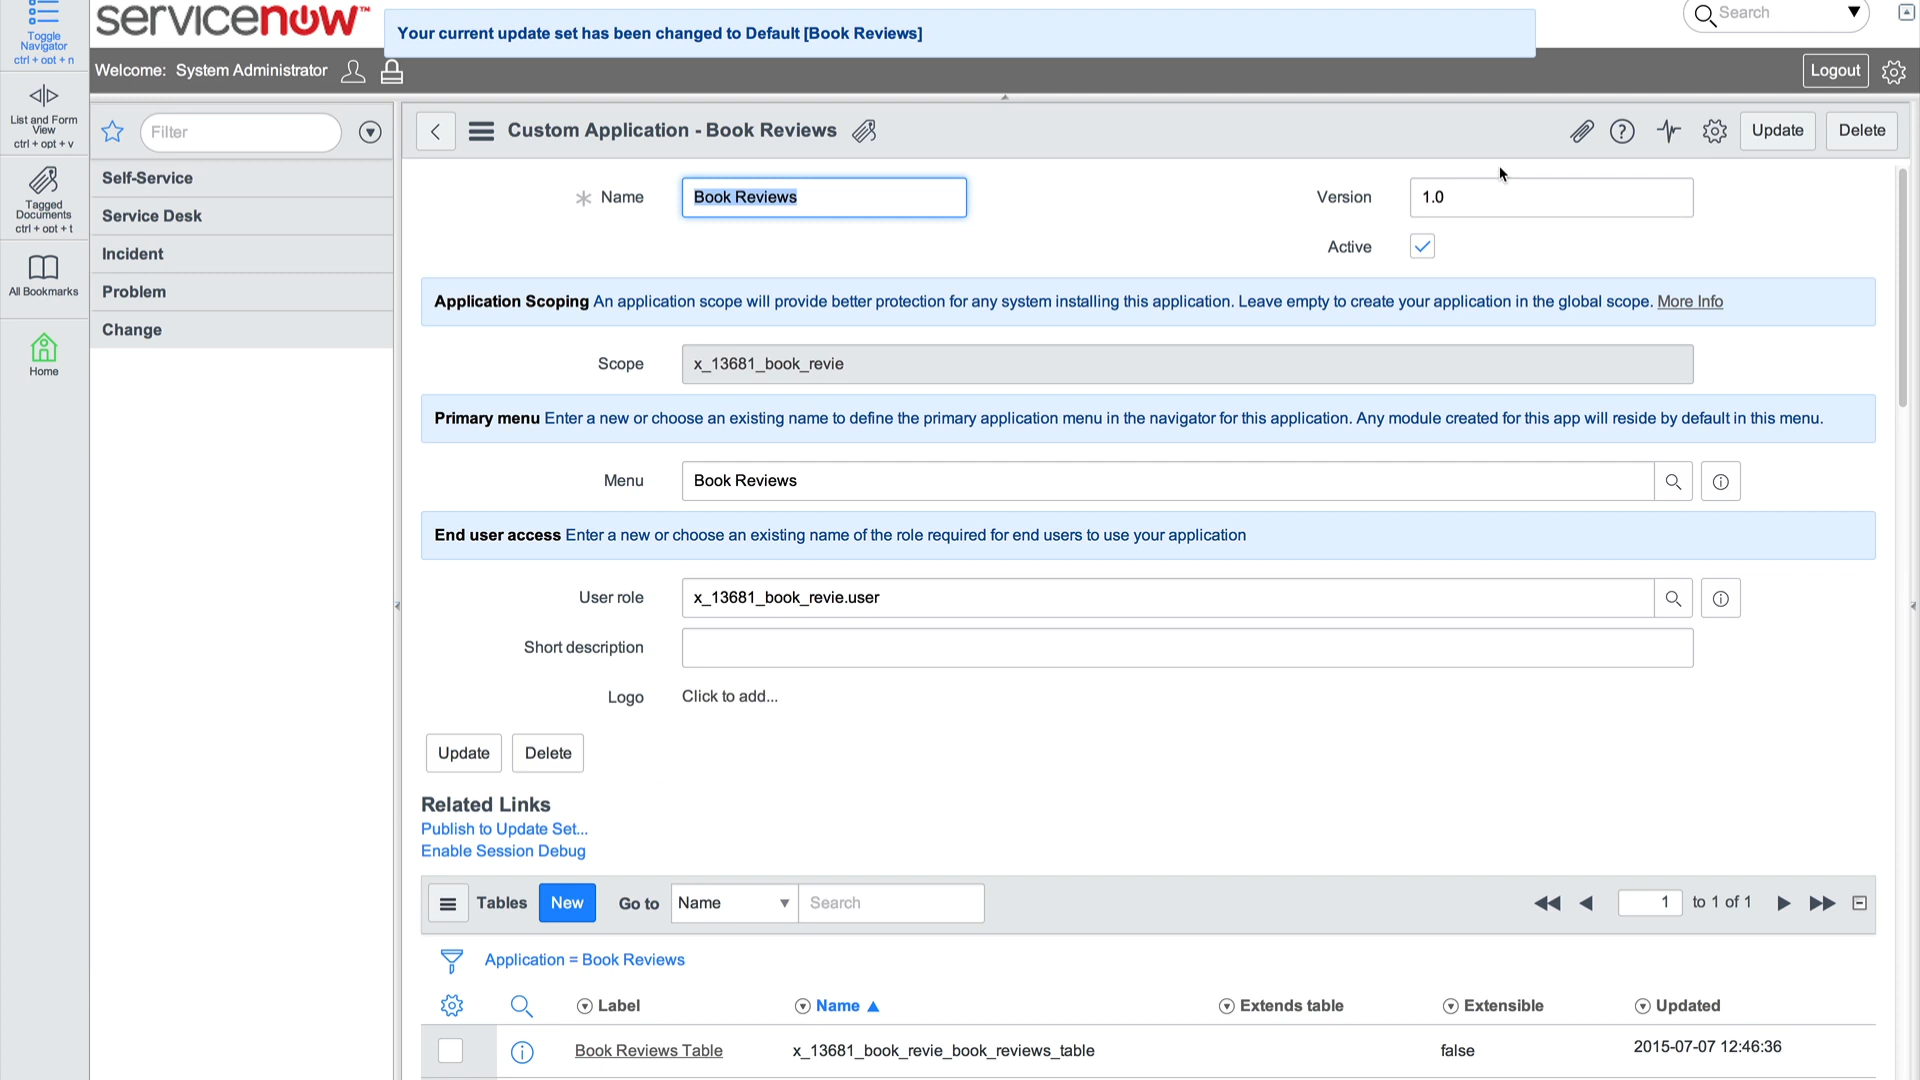 Toggle
Navigator
ctrl + opt + n
List and Form
View
ctrl + opt + v
Tagged
Documents
ctrl + opt + t
All Bookmarks
Home
servicenow™
Your current update set has been changed to Default [Book Reviews]
Search
Welcome: System Administrator
Logout
Filter
Self-Service
Service Desk
Incident
Problem
Change
Custom Application - Book Reviews
Update
Delete
Name
Book Reviews
Version
1.0
Active
Application Scoping An application scope will provide better protection for any system installing this application. Leave empty to create your application in the global scope. More Info
Scope
x_13681_book_revie
Primary menu Enter a new or choose an existing name to define the primary application menu in the navigator for this application. Any module created for this app will reside by default in this menu.
Menu
Book Reviews
End user access Enter a new or choose an existing name of the role required for end users to use your application
User role
x_13681_book_revie.user
Short description
Logo
Click to add...
Update
Delete
Related Links
Publish to Update Set...
Enable Session Debug
Tables
New
Go to
Name
Search
1
to 1 of 1
Application = Book Reviews
Label
Name
Extends table
Extensible
Updated
Book Reviews Table
x_13681_book_revie_book_reviews_table
false
2015-07-07 12:46:36